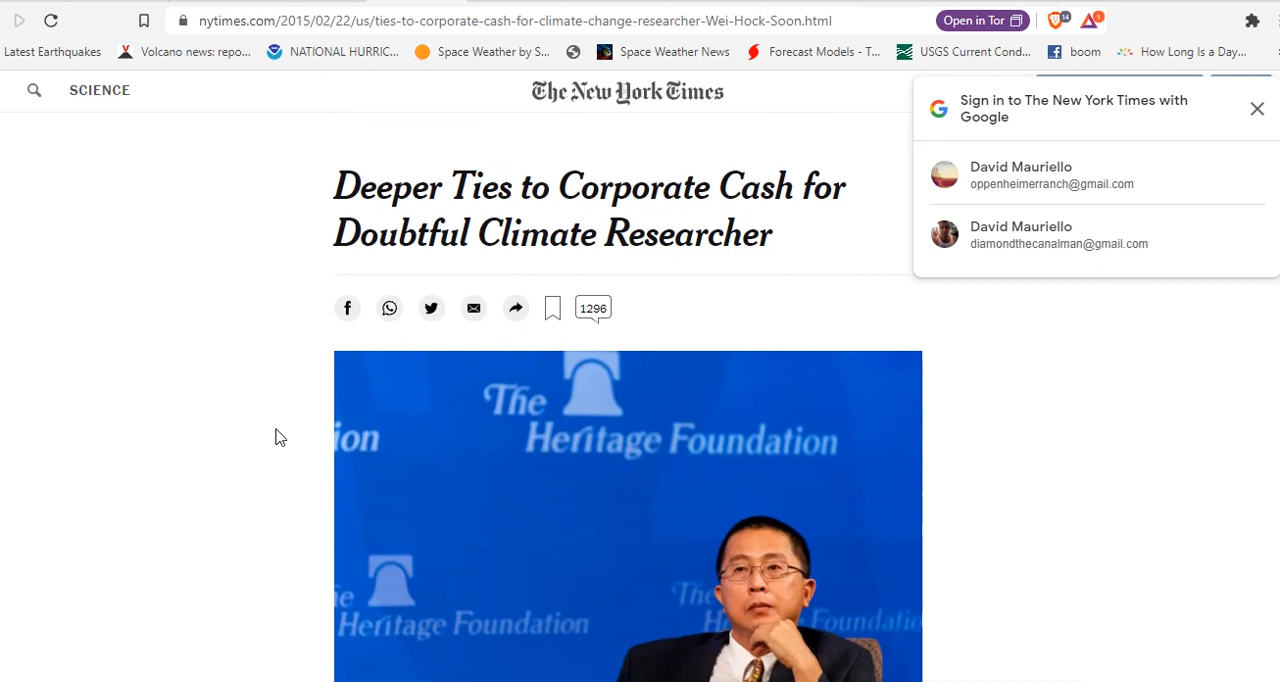 nytimes.com/2015/02/22/us/ties-to-corporate-cash-for-climate-change-researcher-Wei-Hock-Soon.html
Open in Tor
14
1
Latest Earthquakes
Volcano news: repo...
NATIONAL HURRIC...
Space Weather by S...
Space Weather News
Forecast Models - T...
USGS Current Cond...
boom
How Long Is a Day...
SCIENCE
The New York Times
Sign in to The New York Times with
Google
David Mauriello
oppenheimerranch@gmail.com
David Mauriello
diamondthecanalman@gmail.com
Deeper Ties to Corporate Cash for
Doubtful Climate Researcher
1296
The
Heritage Foundation
ion
Heritage Foundation
The
Foundatio